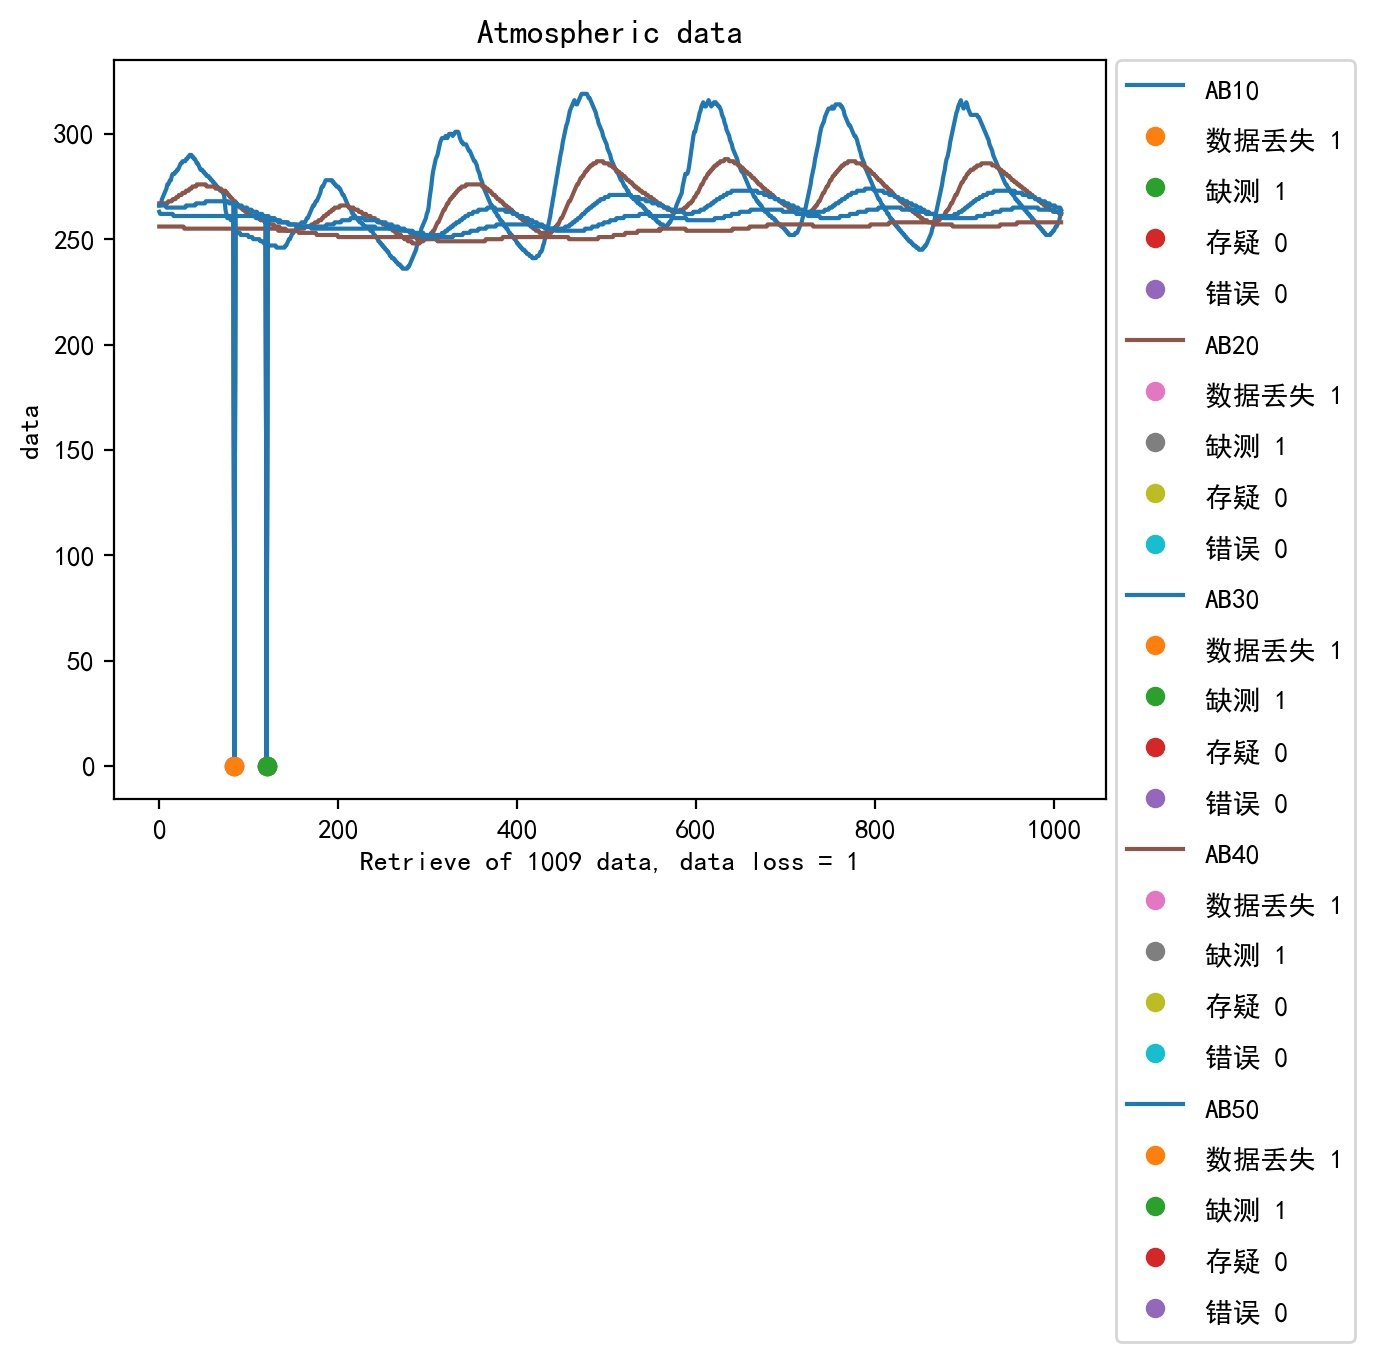 Atmospheric data
300
250
200
150
100
50
0
data
0 200 400 600 800 1000
Retrieve of 1009 data, data loss = 1
AB10
数据丢失 1
缺测 1
存疑 0
错误 0
AB20
数据丢失 1
缺测 1
存疑 0
错误 0
AB30
数据丢失 1
缺测 1
存疑 0
错误 0
AB40
数据丢失 1
缺测 1
存疑 0
错误 0
AB50
数据丢失 1
缺测 1
存疑 0
错误 0